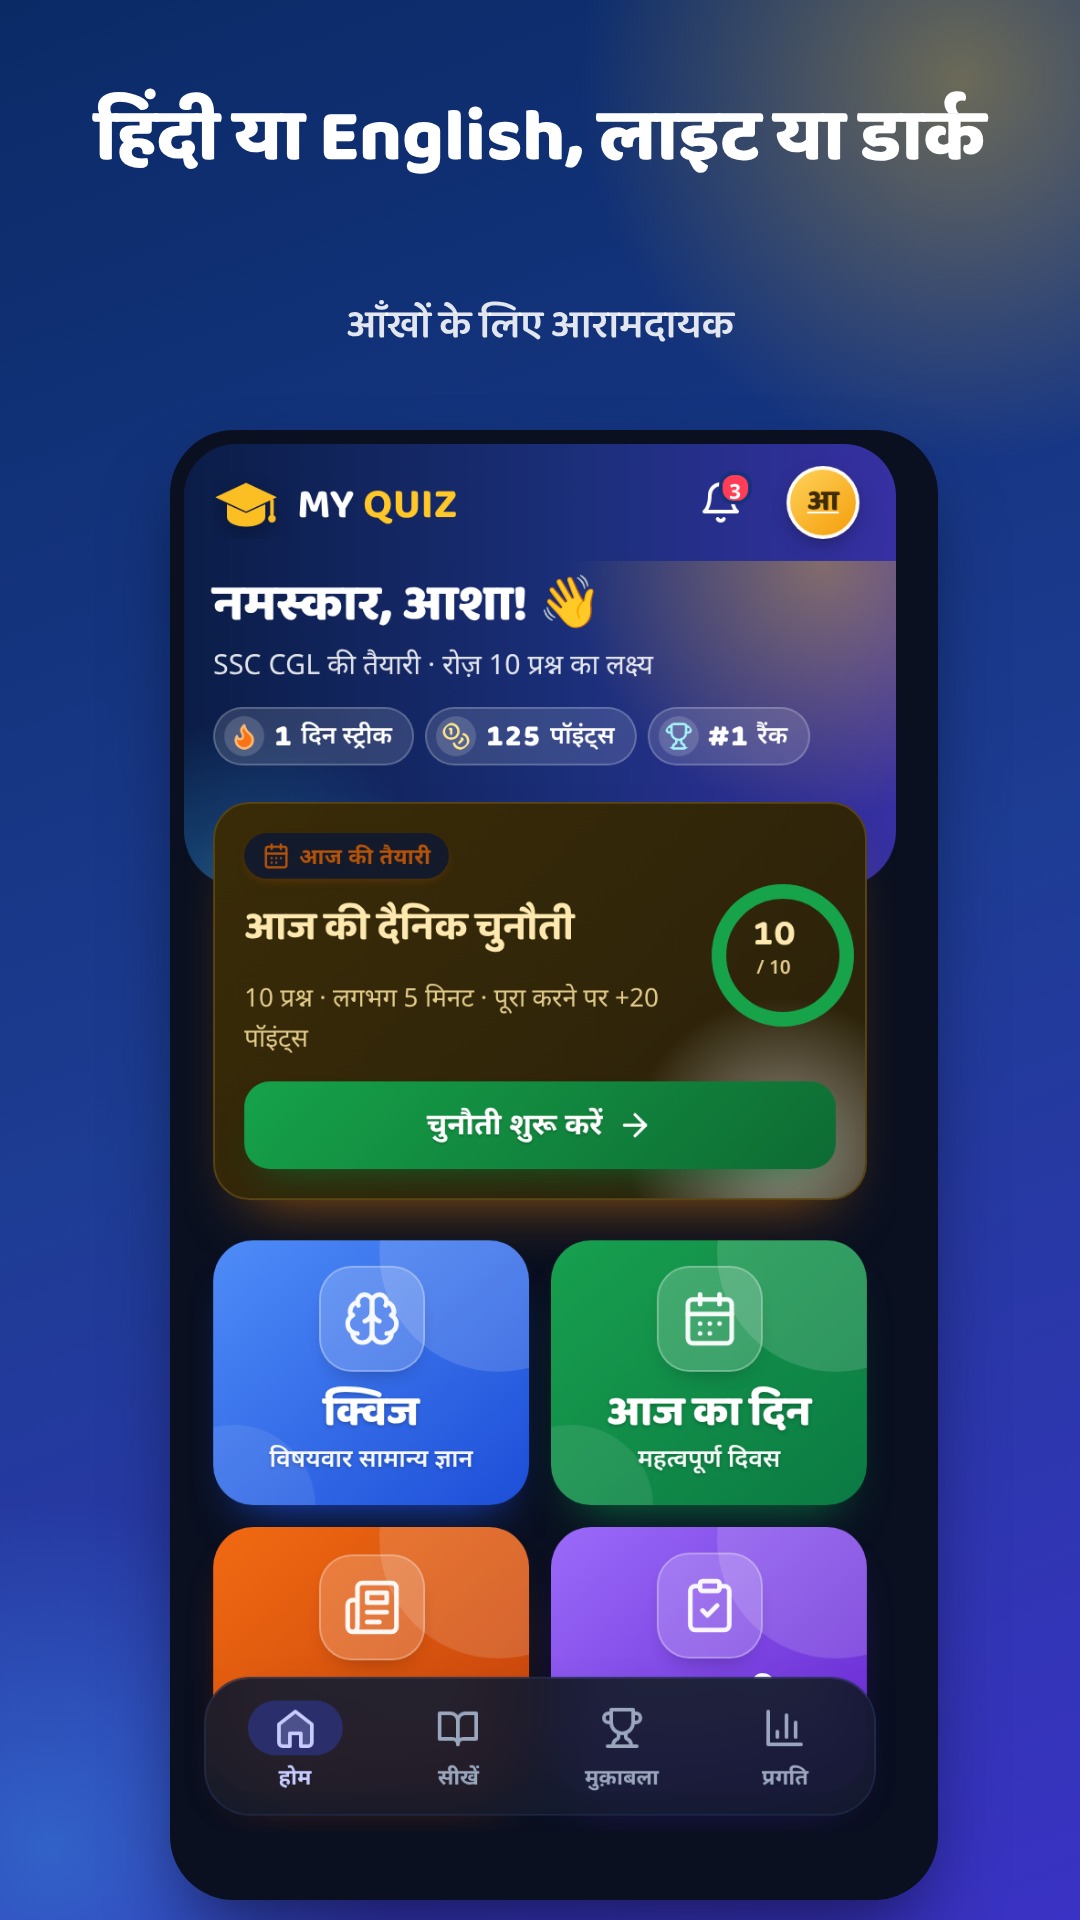 हिंदी या English, लाइट या डार्क
आँखों के लिए आरामदायक
MY QUIZ
3
आ
नमस्कार, आशा! 👋
SSC CGL की तैयारी · रोज़ 10 प्रश्न का लक्ष्य
1 दिन स्ट्रीक
125 पॉइंट्स
#1 रैंक
आज की तैयारी
आज की दैनिक चुनौती
10
/ 10
10 प्रश्न · लगभग 5 मिनट · पूरा करने पर +20
पॉइंट्स
चुनौती शुरू करें →
क्विज
विषयवार सामान्य ज्ञान
आज का दिन
महत्वपूर्ण दिवस
होम
सीखें
मुक़ाबला
प्रगति